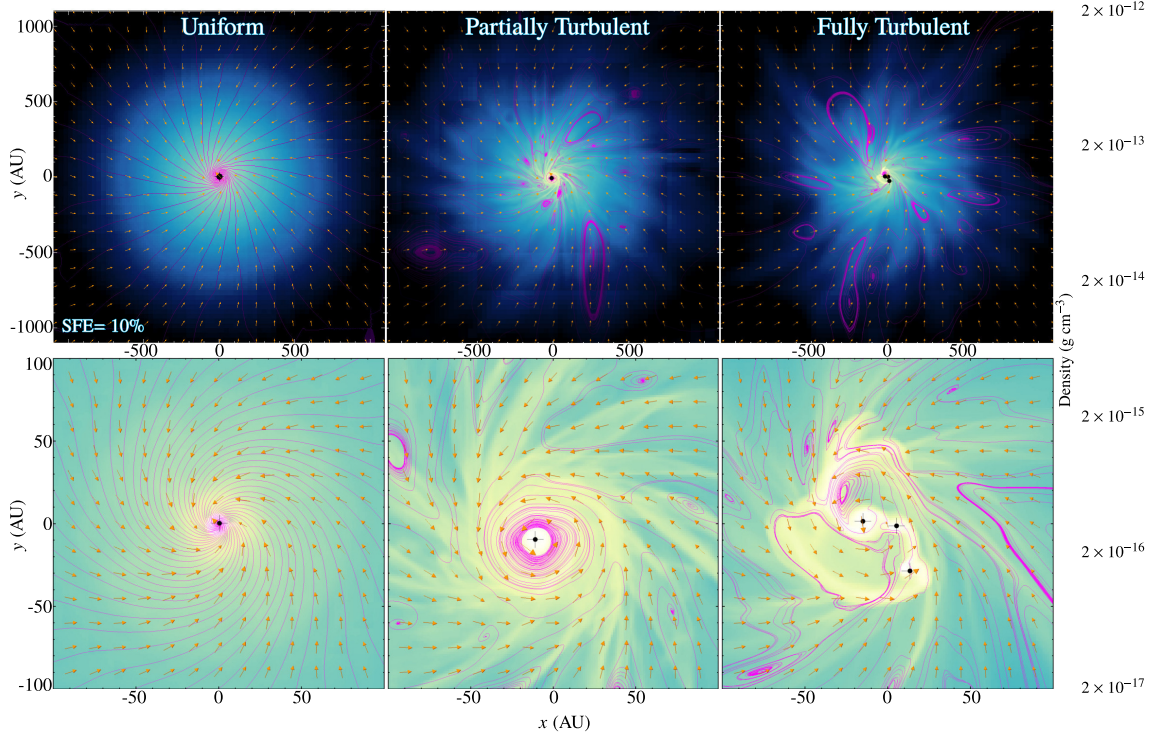 Uniform
Partially Turbulent
Fully Turbulent
2 × 10−12
1000
500
0
-500
-1000
y (AU)
SFE= 10%
-500 0 500
-500 0 500
-500 0 500
2 × 10−13
2 × 10−14
Density (g cm−3)
2 × 10−15
2 × 10−16
2 × 10−17
100
50
0
-50
-100
y (AU)
-50 0 50
-50 0 50
-50 0 50
x (AU)